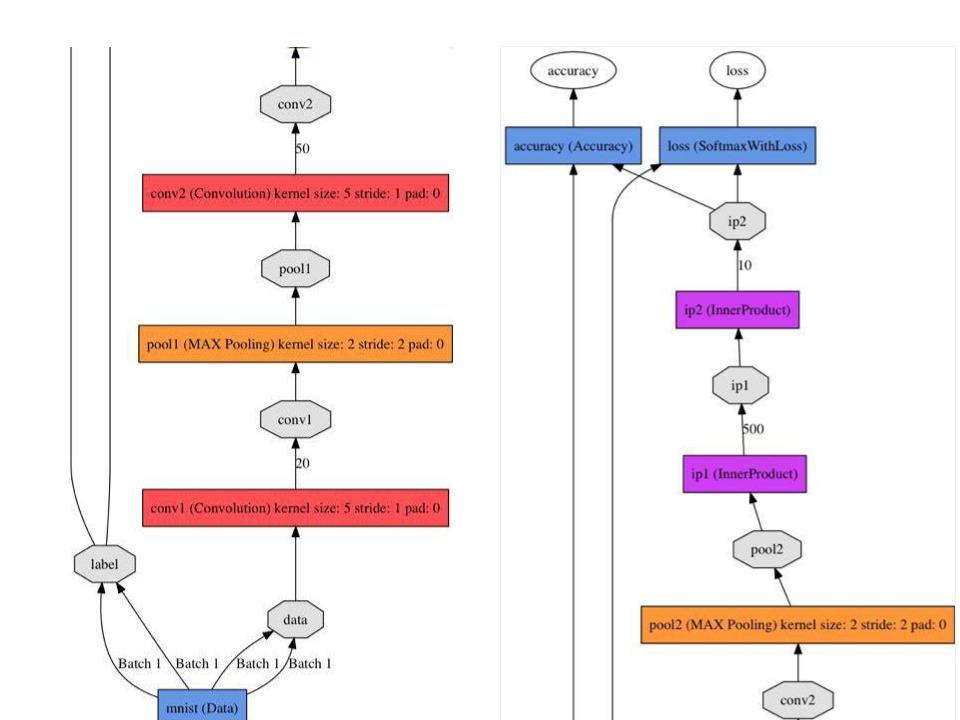 conv2
50
conv2 (Convolution) kernel size: 5 stride: 1 pad: 0
pool1
pool1 (MAX Pooling) kernel size: 2 stride: 2 pad: 0
conv1
20
conv1 (Convolution) kernel size: 5 stride: 1 pad: 0
label
data
Batch 1 Batch 1 Batch 1 Batch 1
mnist (Data)
accuracy loss
accuracy (Accuracy) loss (SoftmaxWithLoss)
ip2
10
ip2 (InnerProduct)
ip1
500
ip1 (InnerProduct)
pool2
pool2 (MAX Pooling) kernel size: 2 stride: 2 pad: 0
conv2